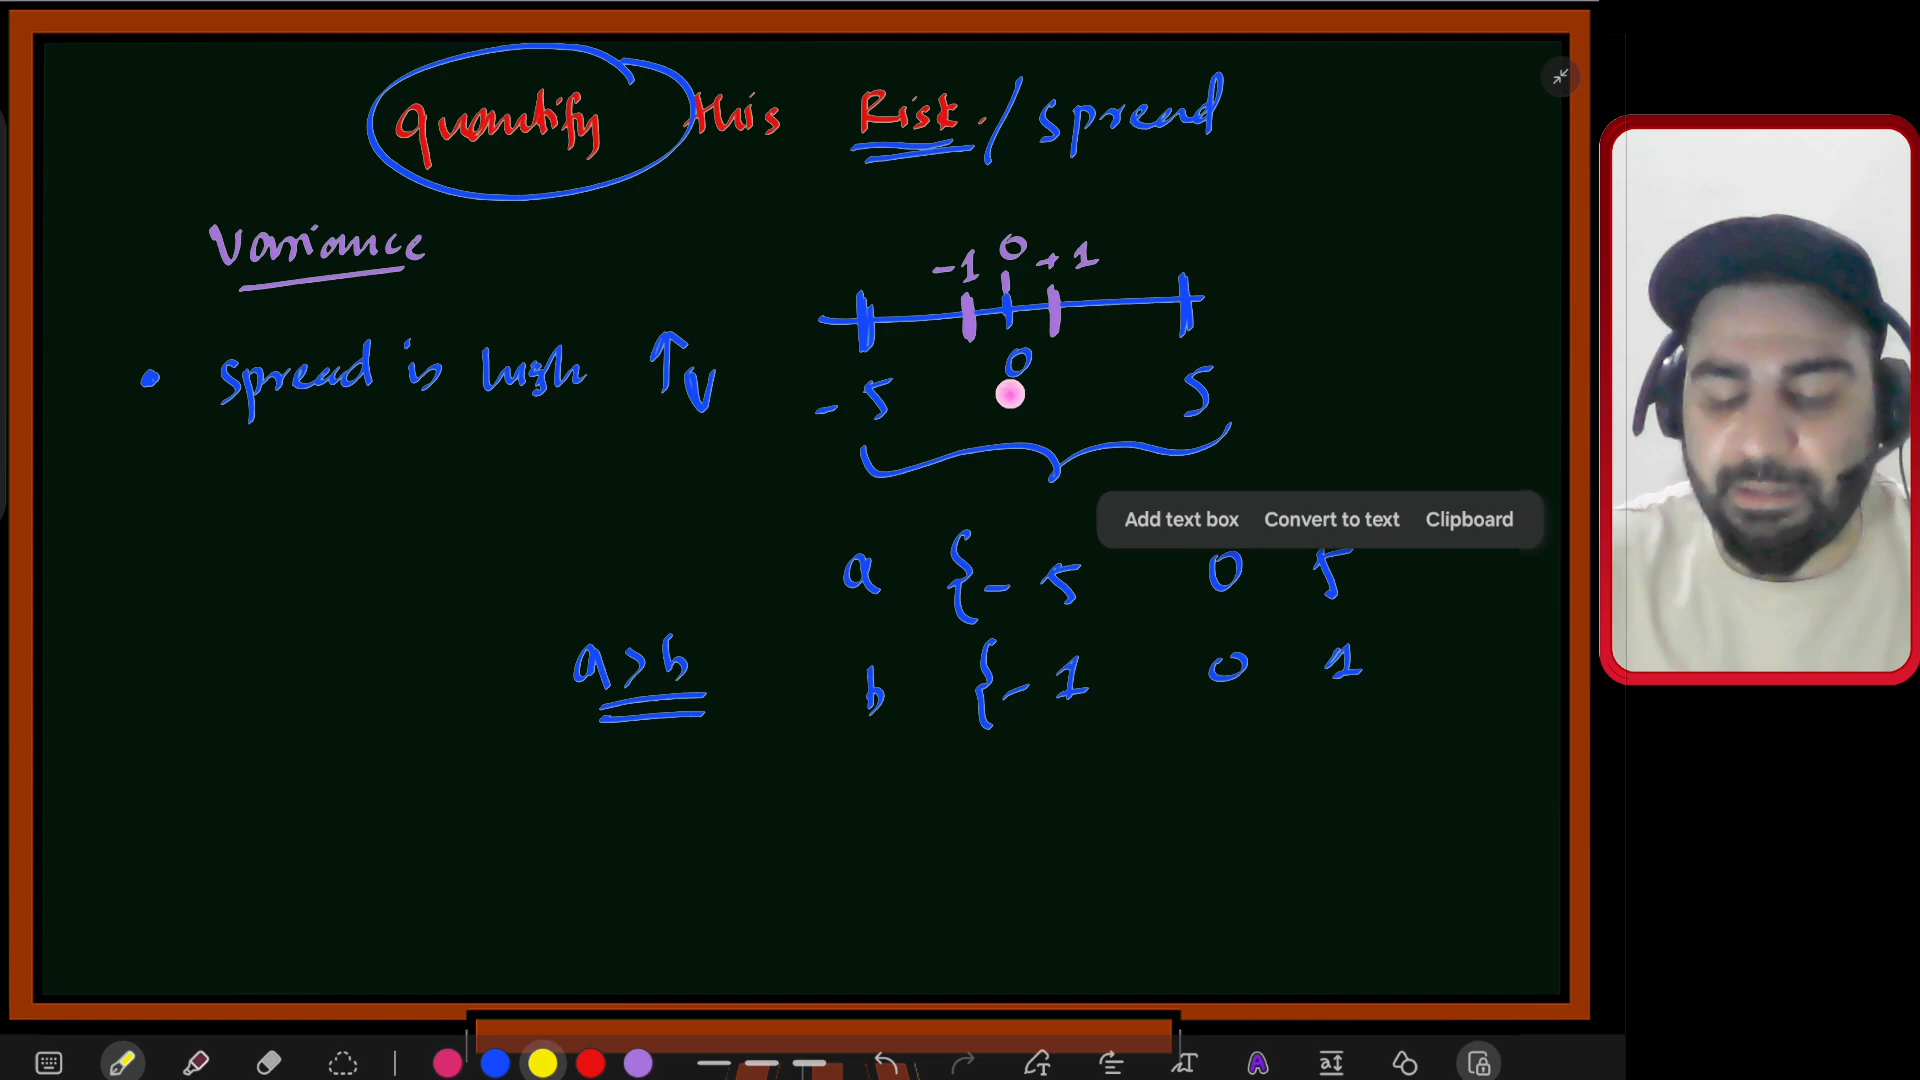 Quantify this Risk. / spread
Variance
-1 0 +1
• Spread is high ↑ V
0
- 5 5
Add text box Convert to text Clipboard
a { - 5 0 5
a > b
b { - 1 0 1